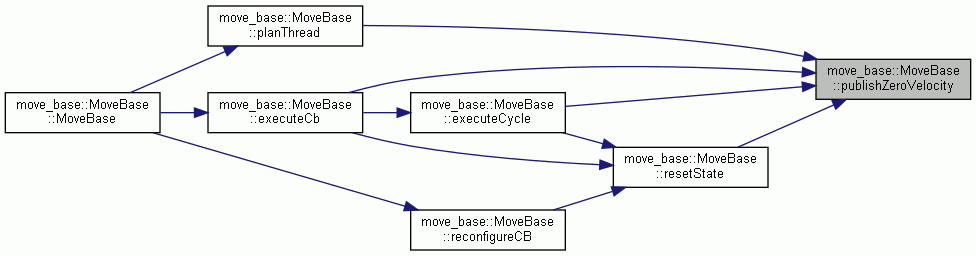 move_base::MoveBase
::planThread
move_base::MoveBase
::publishZeroVelocity
move_base::MoveBase
::MoveBase
move_base::MoveBase
::executeCb
move_base::MoveBase
::executeCycle
move_base::MoveBase
::resetState
move_base::MoveBase
::reconfigureCB